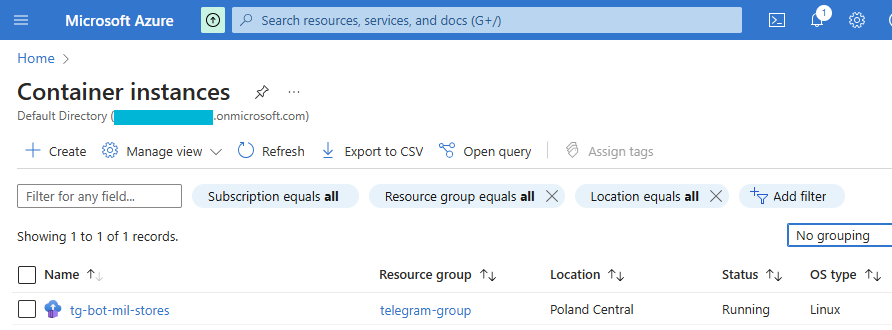 Microsoft Azure
Search resources, services, and docs (G+/)
1
Home
Container instances
Default Directory ( .onmicrosoft.com)
Create Manage view Refresh Export to CSV Open query Assign tags
Filter for any field... Subscription equals all Resource group equals all Location equals all Add filter
Showing 1 to 1 of 1 records.
No grouping
Name Resource group Location Status OS type
tg-bot-mil-stores telegram-group Poland Central Running Linux